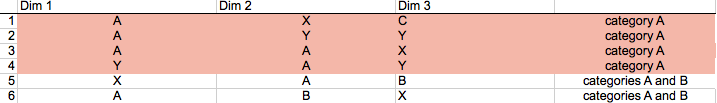 Dim 1 Dim 2 Dim 3
1 A X C category A
2 A Y Y category A
3 A A X category A
4 Y A Y category A
5 X A B categories A and B
6 A B X categories A and B